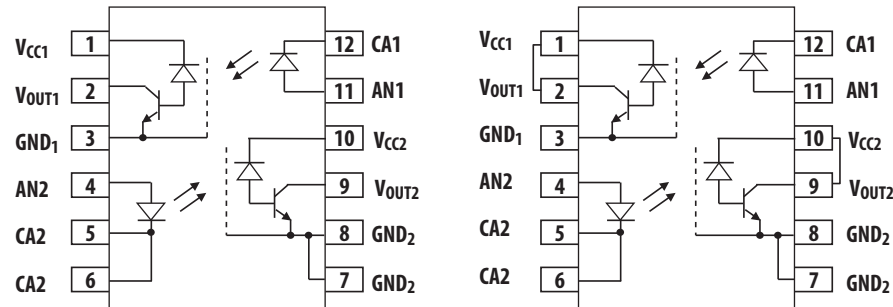 VCC1 1 12 CA1
VOUT1 2 11 AN1
GND1 3 10 VCC2
AN2 4 9 VOUT2
CA2 5 8 GND2
CA2 6 7 GND2
VCC1 1 12 CA1
VOUT1 2 11 AN1
GND1 3 10 VCC2
AN2 4 9 VOUT2
CA2 5 8 GND2
CA2 6 7 GND2